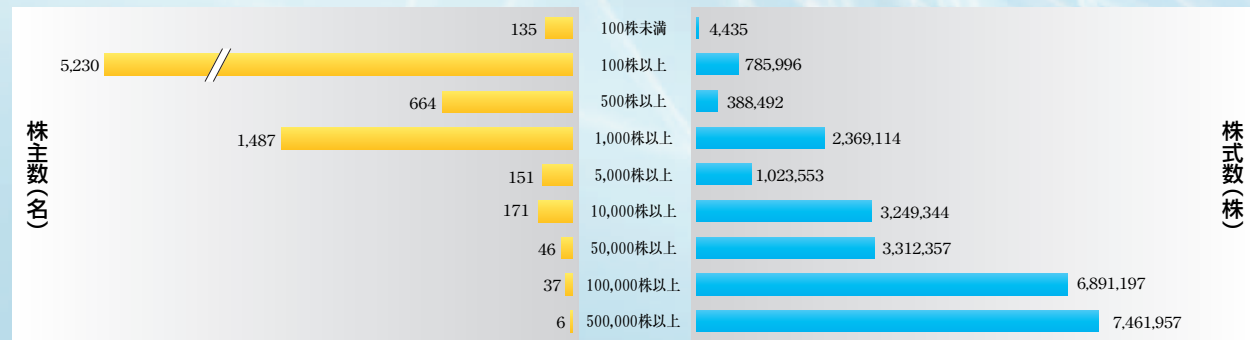 株主数(名)
135 100株未満 4,435
5,230 100株以上 785,996
664 500株以上 388,492
1,487 1,000株以上 2,369,114
151 5,000株以上 1,023,553
171 10,000株以上 3,249,344
46 50,000株以上 3,312,357
37 100,000株以上 6,891,197
6 500,000株以上 7,461,957
株式数(株)